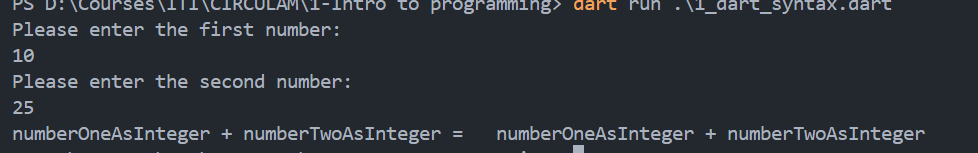 PS D:\Courses\ITI\CIRCULAM\1-Intro to programming> dart run .\1_dart_syntax.dart
Please enter the first number:
10
Please enter the second number:
25
numberOneAsInteger + numberTwoAsInteger =   numberOneAsInteger + numberTwoAsInteger